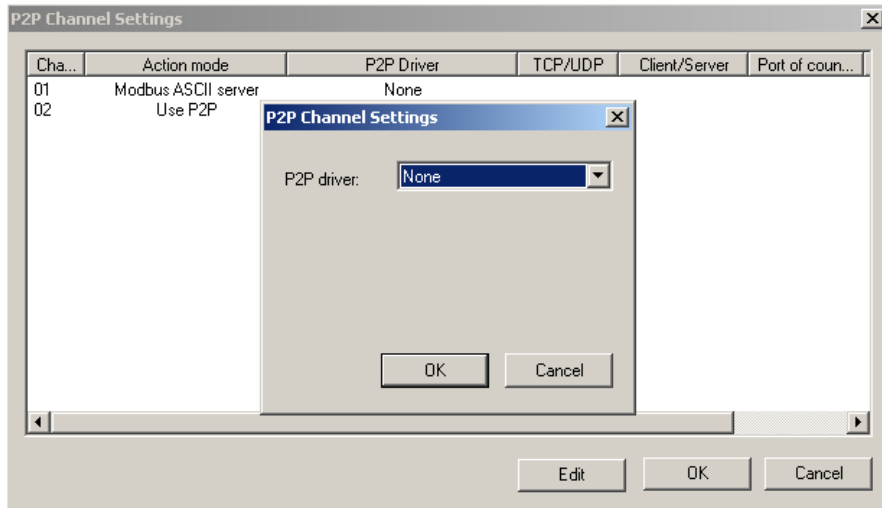 P2P Channel Settings
Cha... Action mode P2P Driver TCP/UDP Client/Server Port of coun...
01 Modbus ASCII server None
02 Use P2P
P2P Channel Settings
P2P driver: None
OK Cancel
Edit OK Cancel